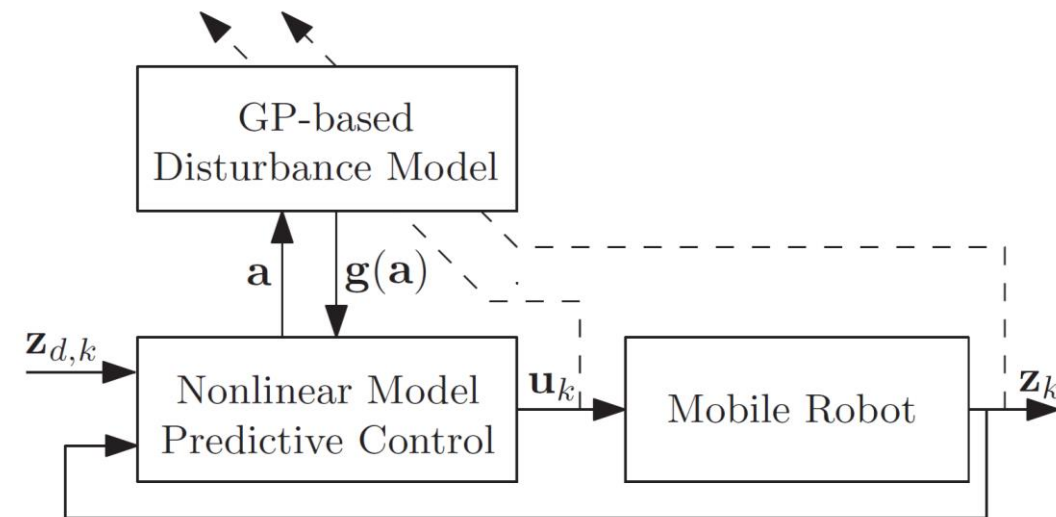 GP-based
Disturbance Model
a
g(a)
z_{d,k}
Nonlinear Model
Predictive Control
u_k
Mobile Robot
z_k